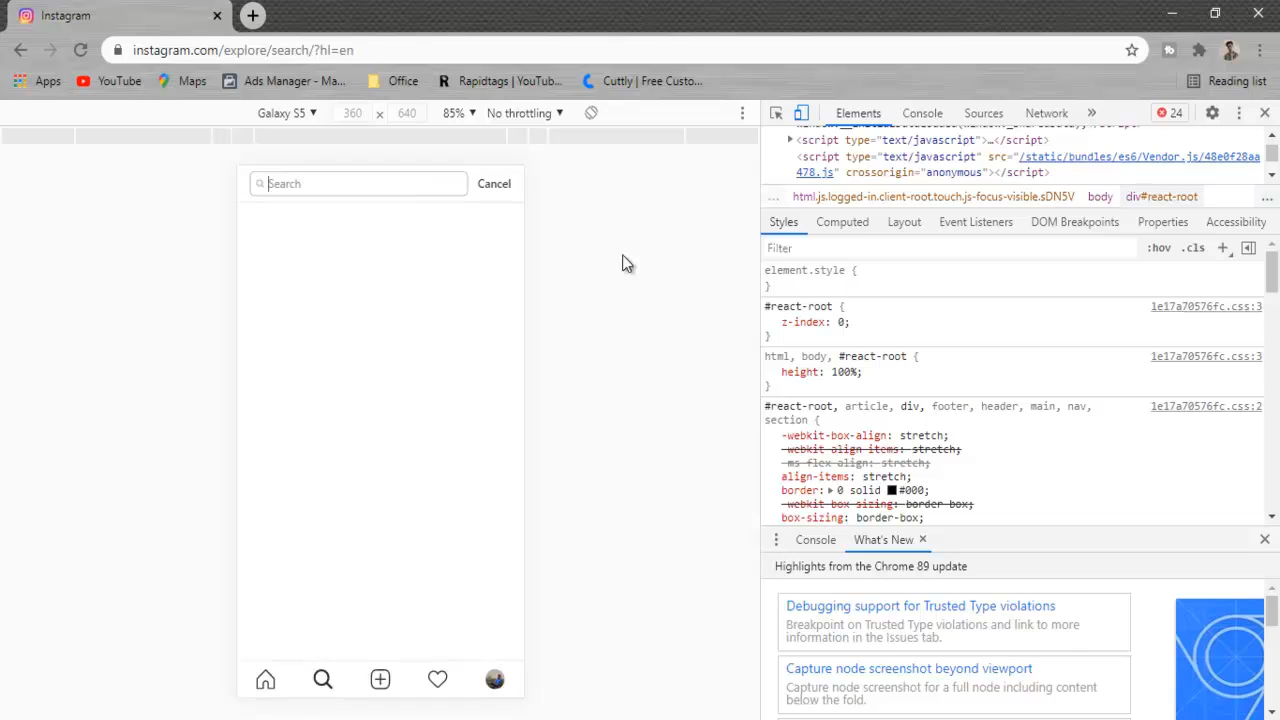 Instagram
instagram.com/explore/search/?hl=en
Apps
YouTube
Maps
Ads Manager - Ma...
Office
Rapidtags | YouTub...
Cuttly | Free Custo...
Reading list
Galaxy S5 ▼
360 x 640
85% ▼
No throttling ▼
Elements
Console
Sources
Network
»
24
<script type="text/javascript">…</script>
<script type="text/javascript" src="/static/bundles/es6/Vendor.js/48e0f28aa
478.js" crossorigin="anonymous"></script>
... html.js.logged-in.client-root.touch.js-focus-visible.sDN5V body div#react-root ...
Styles
Computed
Layout
Event Listeners
DOM Breakpoints
Properties
Accessibility
Filter
:hov .cls +
element.style {
}
#react-root {
1e17a70576fc.css:3
z-index: 0;
}
html, body, #react-root {
1e17a70576fc.css:3
height: 100%;
}
#react-root, article, div, footer, header, main, nav,
1e17a70576fc.css:2
section {
-webkit-box-align: stretch;
-webkit-align-items: stretch;
-ms-flex-align: stretch;
align-items: stretch;
border: 0 solid #000;
-webkit-box-sizing: border-box;
box-sizing: border-box;
Console
What's New
Highlights from the Chrome 89 update
Debugging support for Trusted Type violations
Breakpoint on Trusted Type violations and link to more
information in the Issues tab.
Capture node screenshot beyond viewport
Capture node screenshot for a full node including content
below the fold.
Search
Cancel